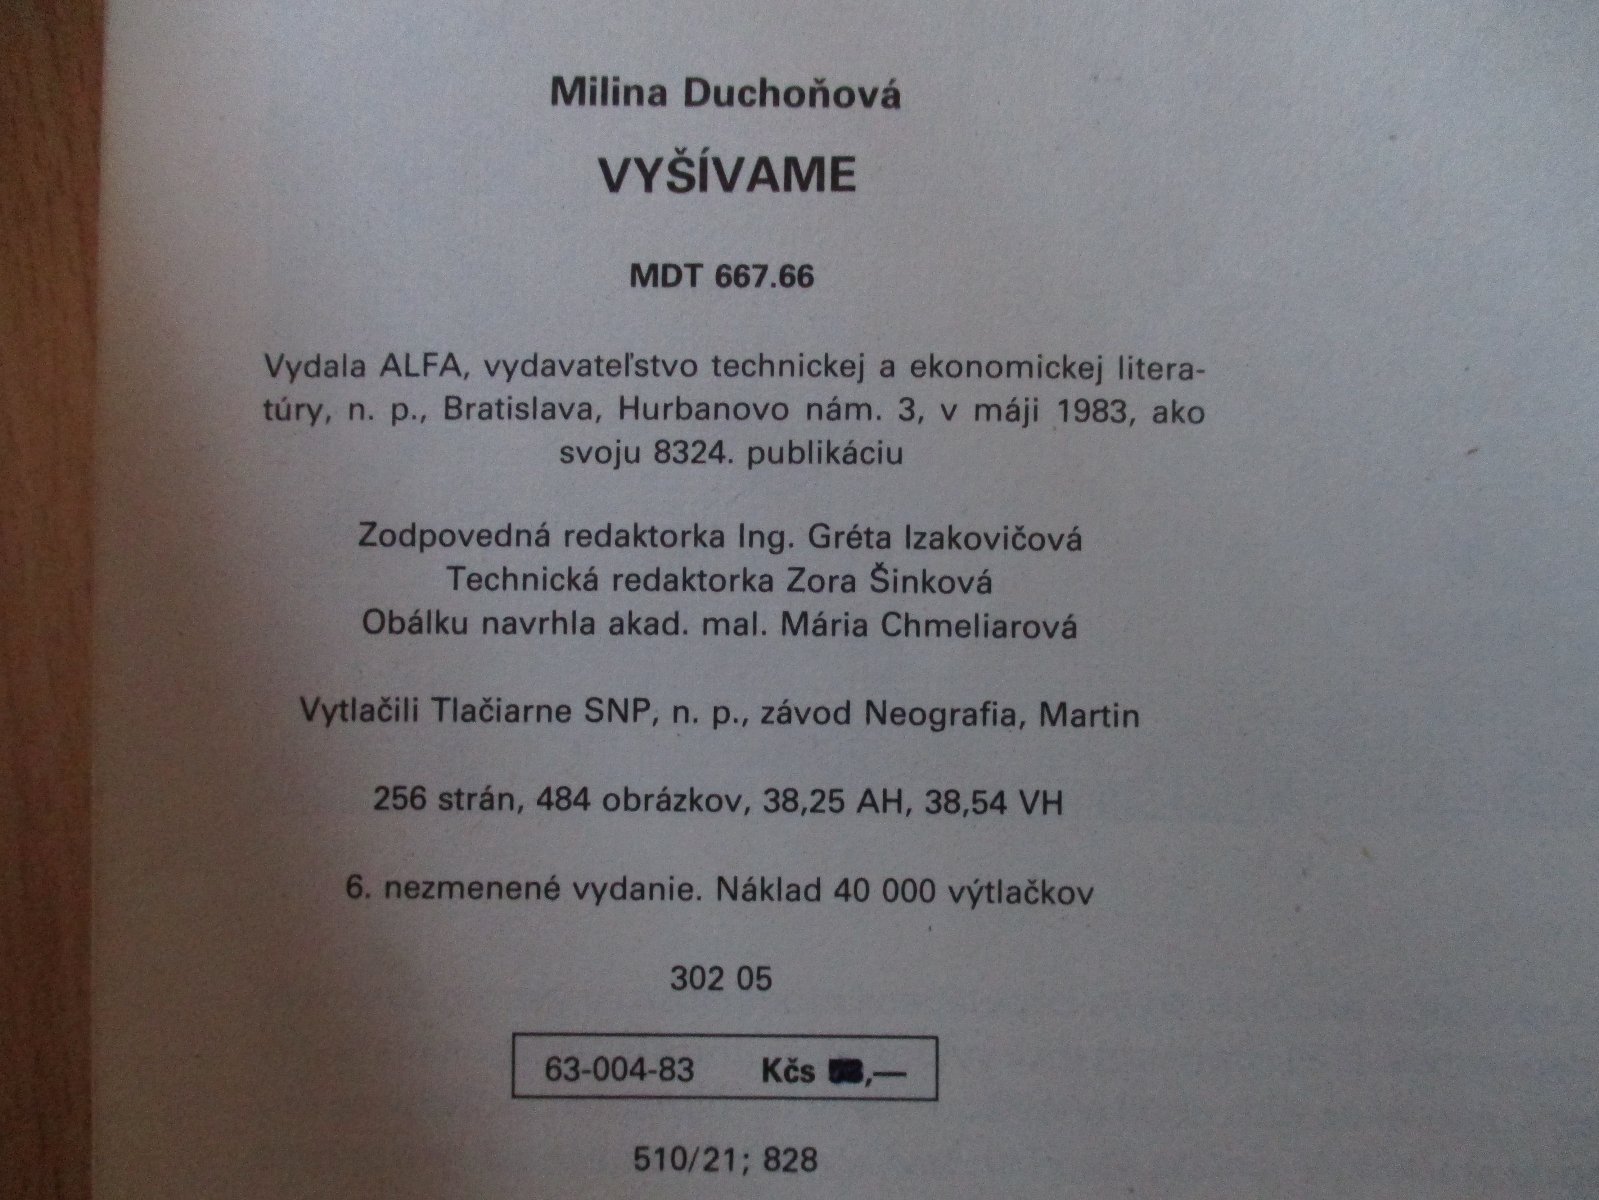 Milina Duchoňová
VYŠÍVAME
MDT 667.66
Vydala ALFA, vydavateľstvo technickej a ekonomickej litera-
túry, n. p., Bratislava, Hurbanovo nám. 3, v máji 1983, ako
svoju 8324. publikáciu
Zodpovedná redaktorka Ing. Gréta Izakovičová
Technická redaktorka Zora Šinková
Obálku navrhla akad. mal. Mária Chmeliarová
Vytlačili Tlačiarne SNP, n. p., závod Neografia, Martin
256 strán, 484 obrázkov, 38,25 AH, 38,54 VH
6. nezmenené vydanie. Náklad 40 000 výtlačkov
302 05
63-004-83 Kčs ,—
510/21; 828